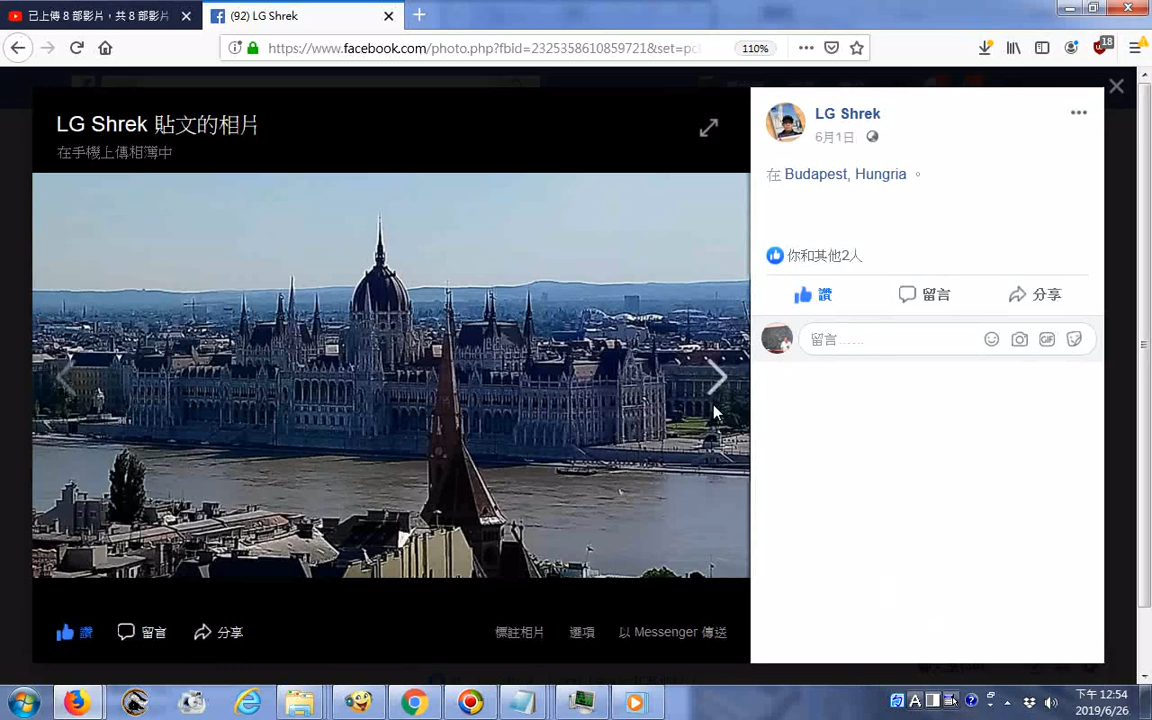 已上傳 8 部影片，共 8 部影片
(92) LG Shrek
https://www.facebook.com/photo.php?fbid=2325358610859721&set=pc
110%
18
LG Shrek 貼文的相片
在手機上傳相簿中
LG Shrek
6月1日
在 Budapest, Hungria 。
你和其他2人
讚 留言 分享
留言……
GIF
讚 留言 分享 標註相片 選項 以 Messenger 傳送
下午 12:54
2019/6/26